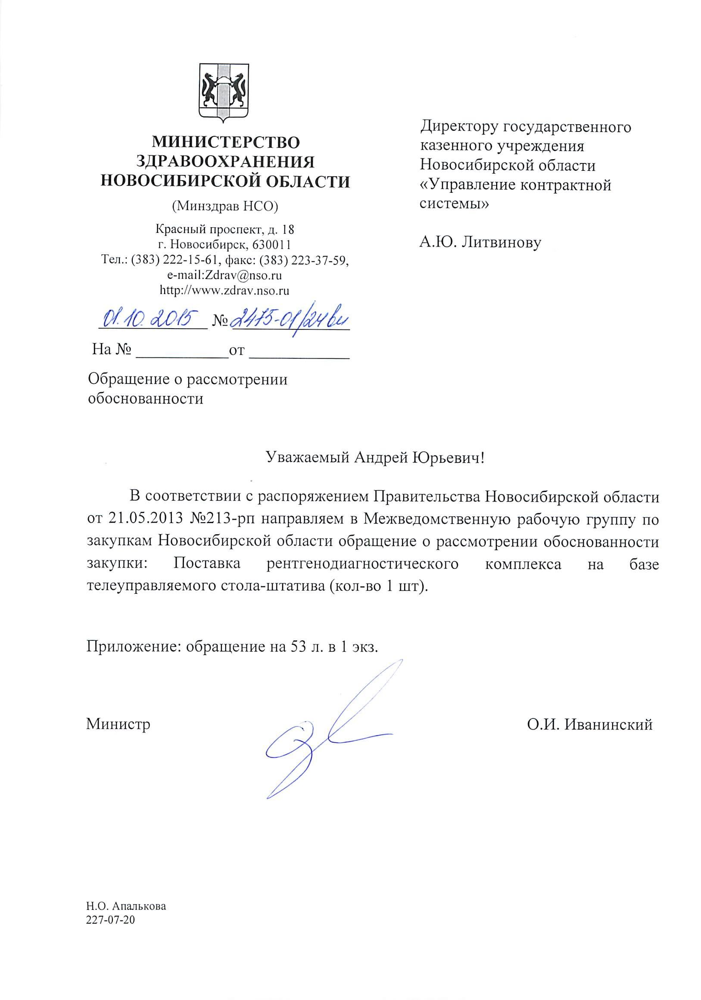 МИНИСТЕРСТВО
ЗДРАВООХРАНЕНИЯ
НОВОСИБИРСКОЙ ОБЛАСТИ
(Минздрав НСО)
Красный проспект, д. 18
г. Новосибирск, 630011
Тел.: (383) 222-15-61, факс: (383) 223-37-59,
e-mail:Zdrav@nso.ru
http://www.zdrav.nso.ru
01.10.2015 № 2475-01/24вн
На № ____________от _____________
Обращение о рассмотрении
обоснованности
Директору государственного
казенного учреждения
Новосибирской области
«Управление контрактной
системы»
А.Ю. Литвинову
Уважаемый Андрей Юрьевич!
В соответствии с распоряжением Правительства Новосибирской области
от 21.05.2013 №213-рп направляем в Межведомственную рабочую группу по
закупкам Новосибирской области обращение о рассмотрении обоснованности
закупки: Поставка рентгенодиагностического комплекса на базе
телеуправляемого стола-штатива (кол-во 1 шт).
Приложение: обращение на 53 л. в 1 экз.
Министр О.И. Иванинский
Н.О. Апалькова
227-07-20